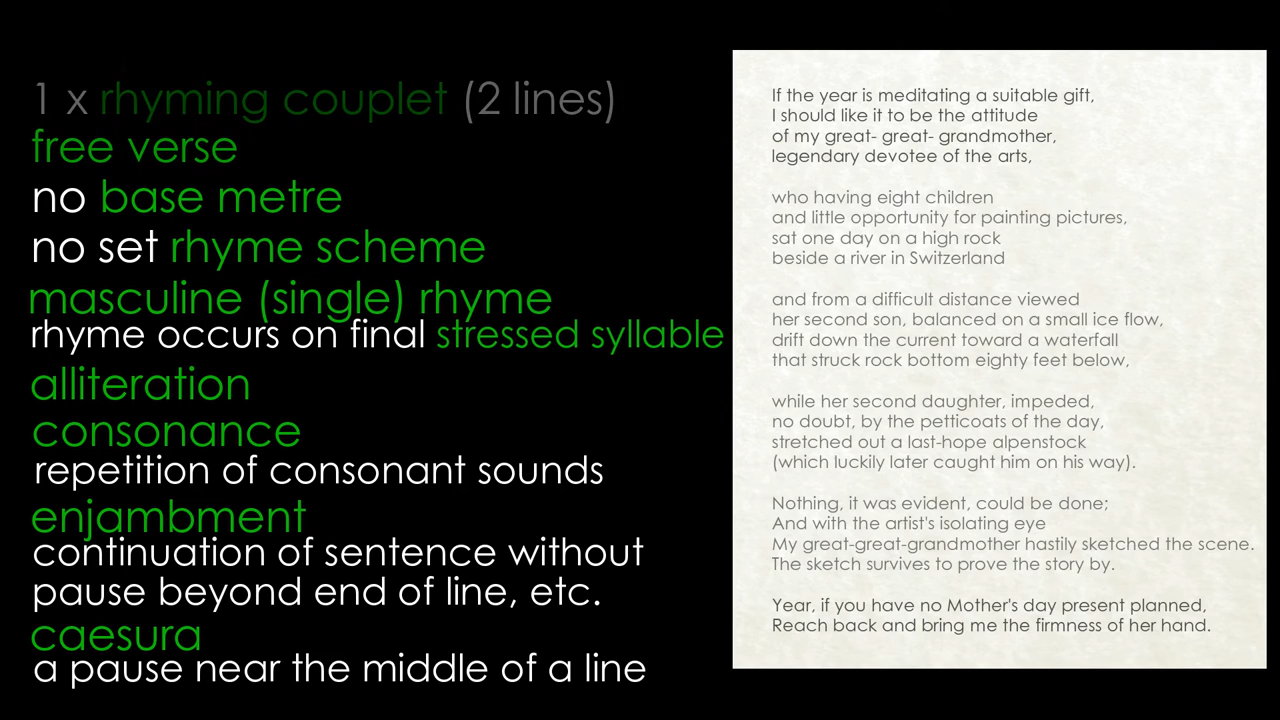 1 x rhyming couplet (2 lines)
free verse
no base metre
no set rhyme scheme
masculine (single) rhyme
rhyme occurs on final stressed syllable
alliteration
consonance
repetition of consonant sounds
enjambment
continuation of sentence without
pause beyond end of line, etc.
caesura
a pause near the middle of a line
If the year is meditating a suitable gift,
I should like it to be the attitude
of my great- great- grandmother,
legendary devotee of the arts,
who having eight children
and little opportunity for painting pictures,
sat one day on a high rock
beside a river in Switzerland
and from a difficult distance viewed
her second son, balanced on a small ice flow,
drift down the current toward a waterfall
that struck rock bottom eighty feet below,
while her second daughter, impeded,
no doubt, by the petticoats of the day,
stretched out a last-hope alpenstock
(which luckily later caught him on his way).
Nothing, it was evident, could be done;
And with the artist's isolating eye
My great-great-grandmother hastily sketched the scene.
The sketch survives to prove the story by.
Year, if you have no Mother's day present planned,
Reach back and bring me the firmness of her hand.